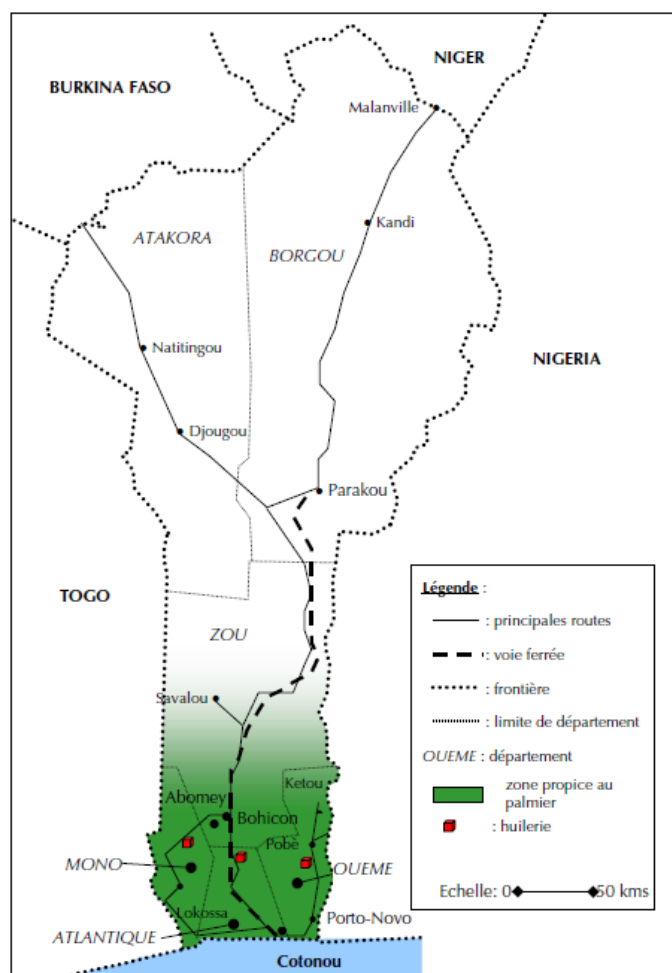 NIGER
BURKINA FASO
Malanville
ATAKORA
Kandi
BORGOU
Natitingou
NIGERIA
Djougou
Parakou
Légende :
TOGO
: principales routes
ZOU
: voie ferrée
: frontière
Savalou
: limite de département
OUEME : département
Ketou
zone propice au
palmier
Abomey
Bohicon
: huilerie
Pobè
MONO
OUEME
Echelle: 0
50 kms
Lokossa
Porto-Novo
ATLANTIQUE
Cotonou